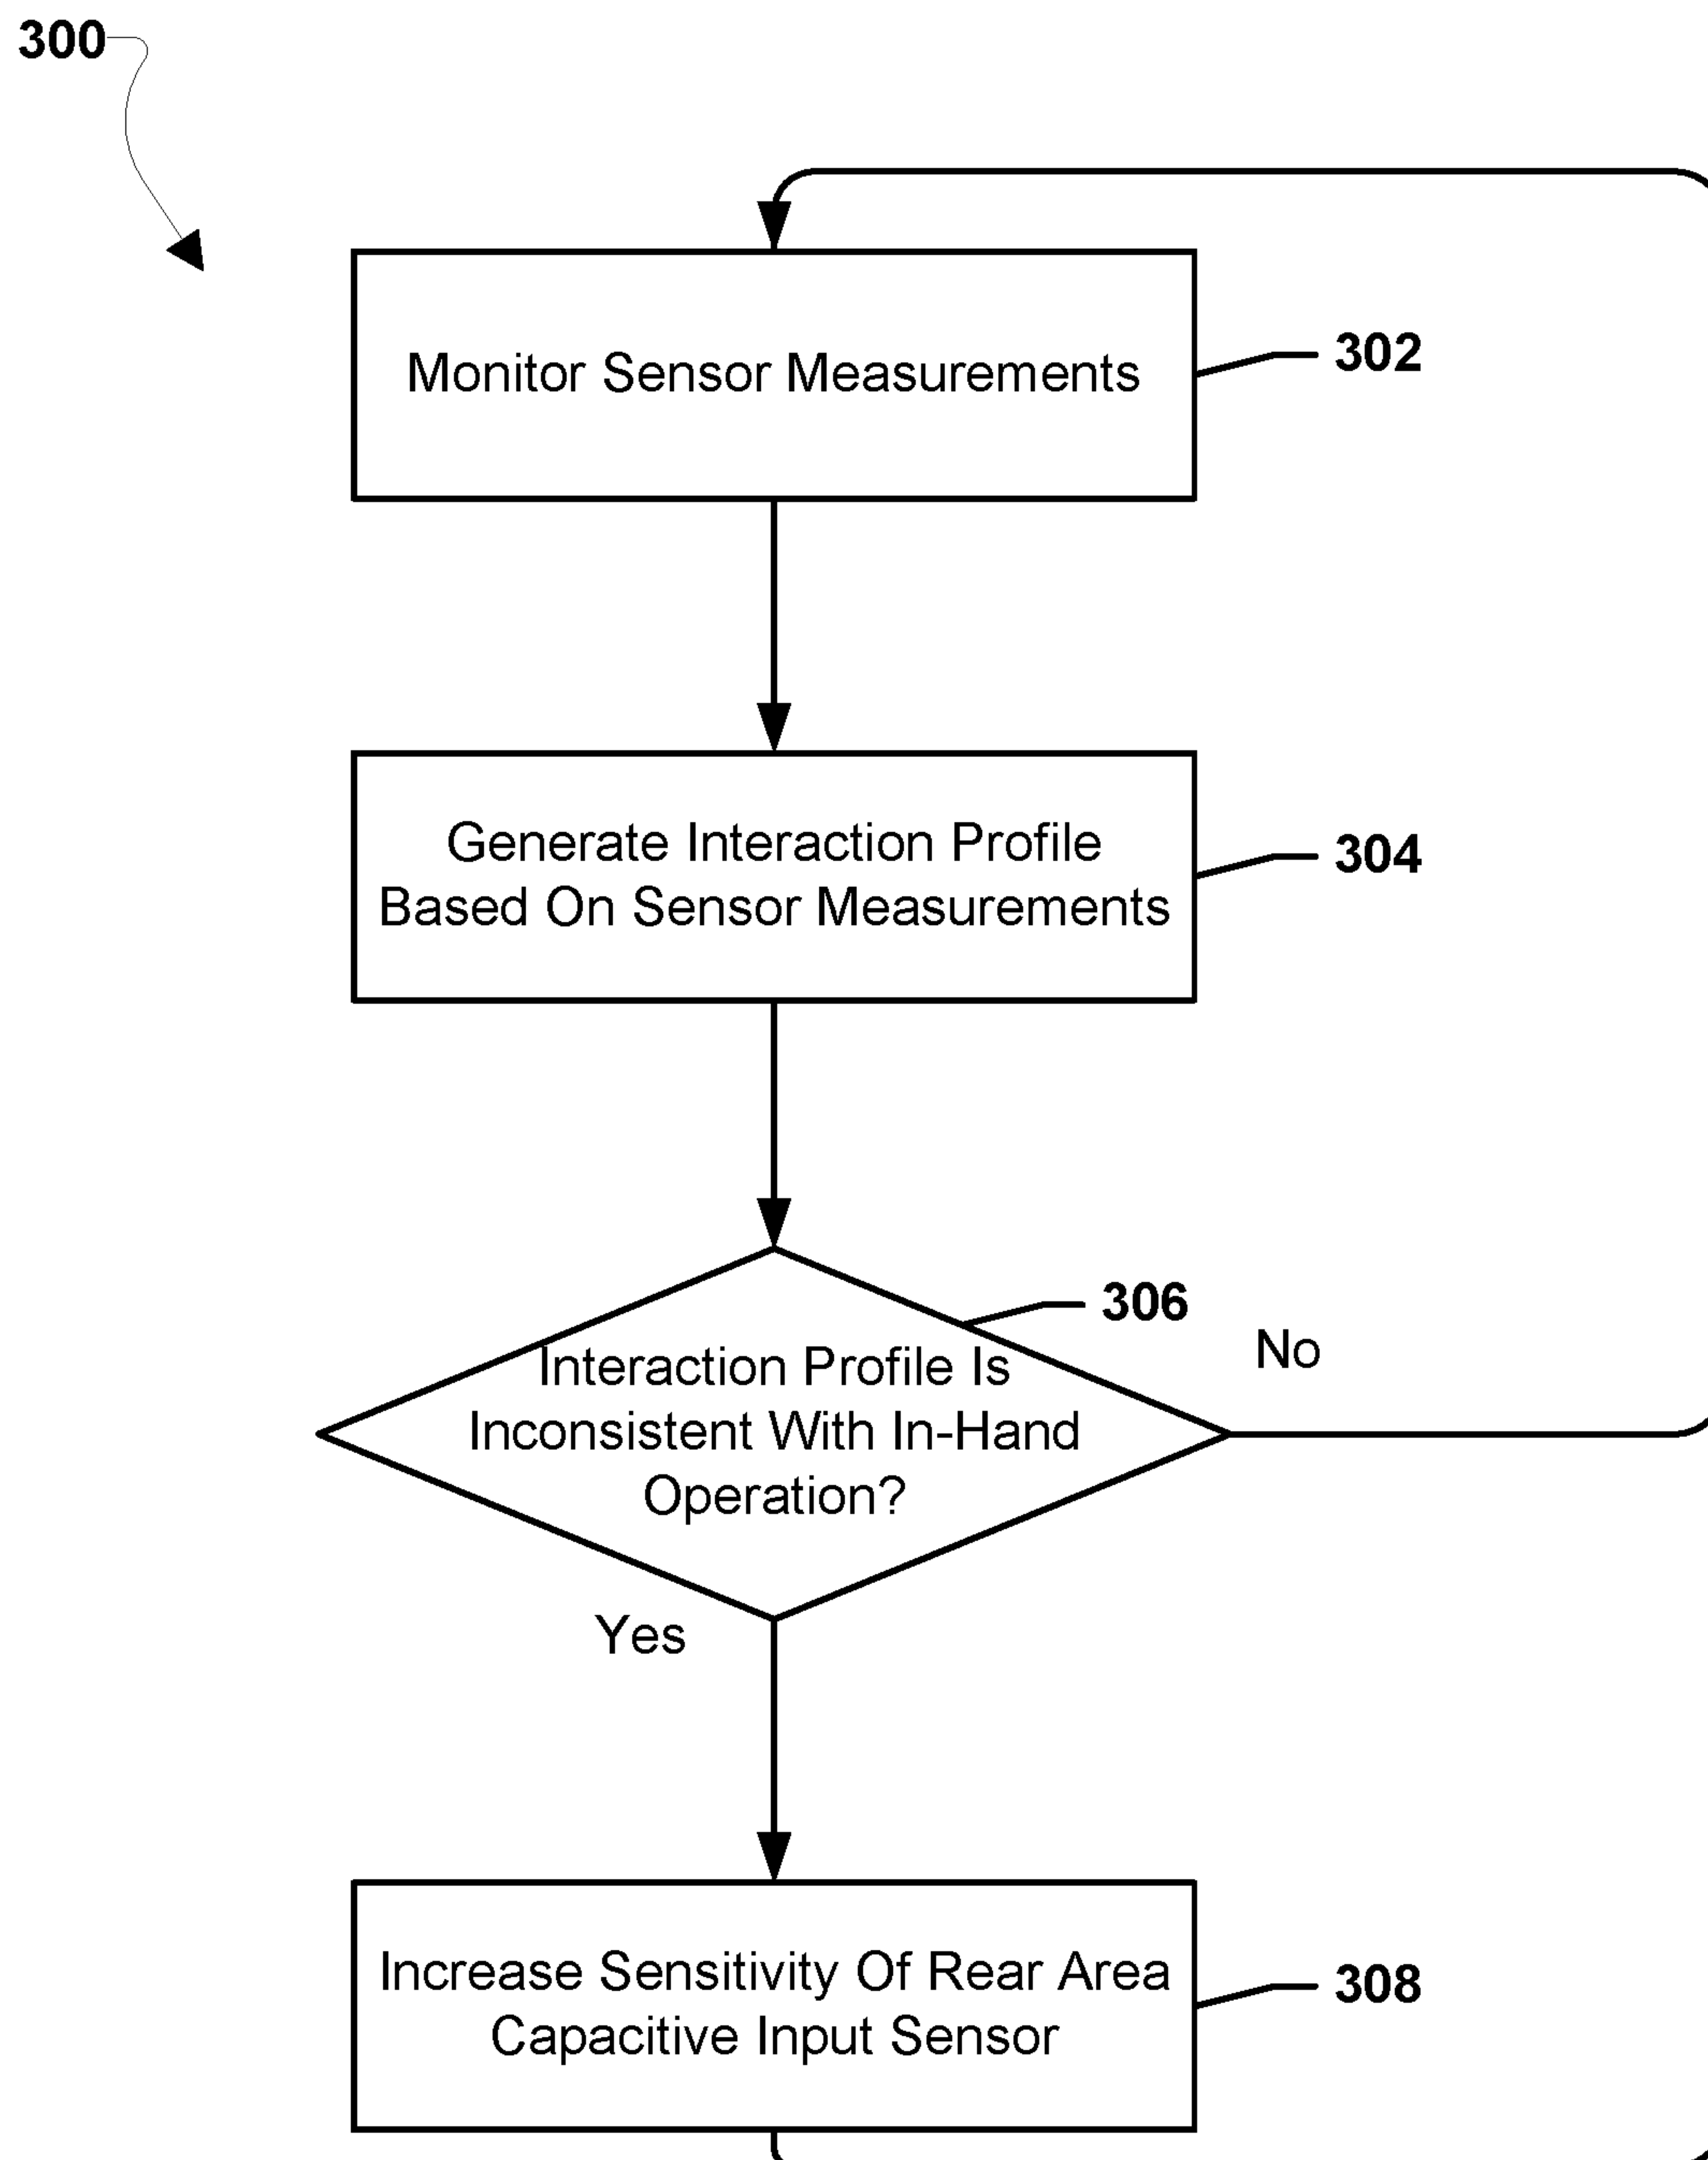 300
Monitor Sensor Measurements
302
Generate Interaction Profile
Based On Sensor Measurements
304
306
Interaction Profile Is
Inconsistent With In-Hand
Operation?
No
Yes
Increase Sensitivity Of Rear Area
Capacitive Input Sensor
308